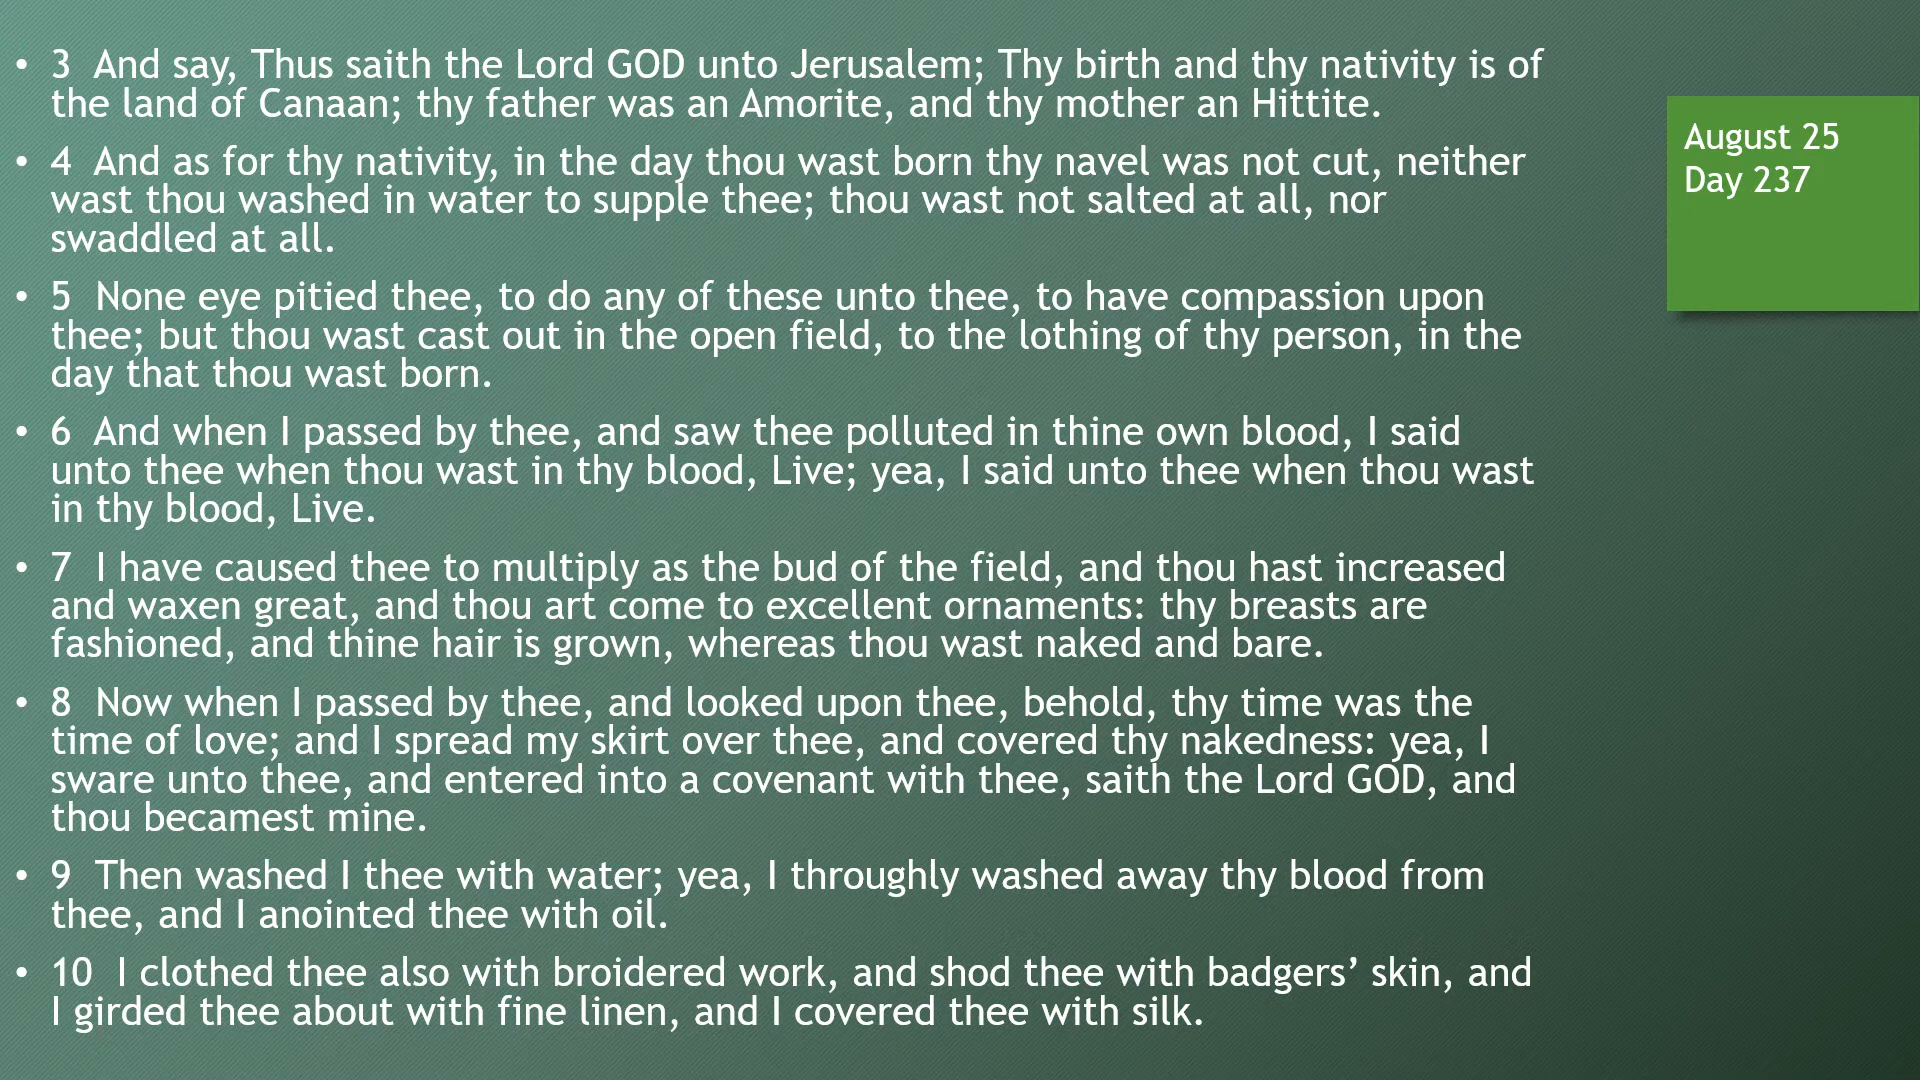 • 3  And say, Thus saith the Lord GOD unto Jerusalem; Thy birth and thy nativity is of
the land of Canaan; thy father was an Amorite, and thy mother an Hittite.
• 4  And as for thy nativity, in the day thou wast born thy navel was not cut, neither
wast thou washed in water to supple thee; thou wast not salted at all, nor
swaddled at all.
• 5  None eye pitied thee, to do any of these unto thee, to have compassion upon
thee; but thou wast cast out in the open field, to the lothing of thy person, in the
day that thou wast born.
• 6  And when I passed by thee, and saw thee polluted in thine own blood, I said
unto thee when thou wast in thy blood, Live; yea, I said unto thee when thou wast
in thy blood, Live.
• 7  I have caused thee to multiply as the bud of the field, and thou hast increased
and waxen great, and thou art come to excellent ornaments: thy breasts are
fashioned, and thine hair is grown, whereas thou wast naked and bare.
• 8  Now when I passed by thee, and looked upon thee, behold, thy time was the
time of love; and I spread my skirt over thee, and covered thy nakedness: yea, I
sware unto thee, and entered into a covenant with thee, saith the Lord GOD, and
thou becamest mine.
• 9  Then washed I thee with water; yea, I throughly washed away thy blood from
thee, and I anointed thee with oil.
• 10  I clothed thee also with broidered work, and shod thee with badgers’ skin, and
I girded thee about with fine linen, and I covered thee with silk.
August 25
Day 237